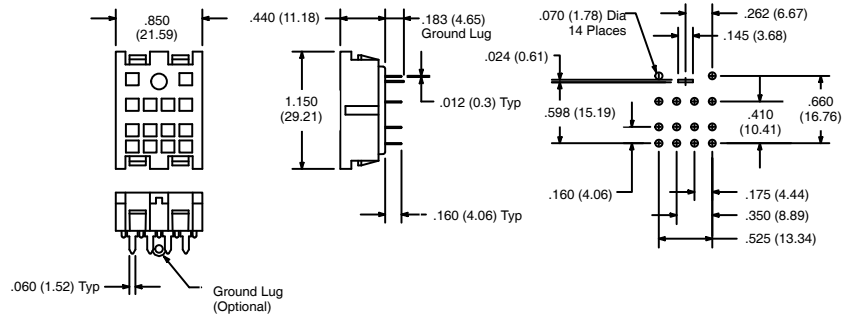 .850
(21.59)
.440 (11.18)
.183 (4.65)
Ground Lug
1.150
(29.21)
.012 (0.3) Typ
.160 (4.06) Typ
.060 (1.52) Typ
Ground Lug
(Optional)
.070 (1.78) Dia
14 Places
.262 (6.67)
.145 (3.68)
.024 (0.61)
.598 (15.19)
.410
(10.41)
.660
(16.76)
.160 (4.06)
.175 (4.44)
.350 (8.89)
.525 (13.34)